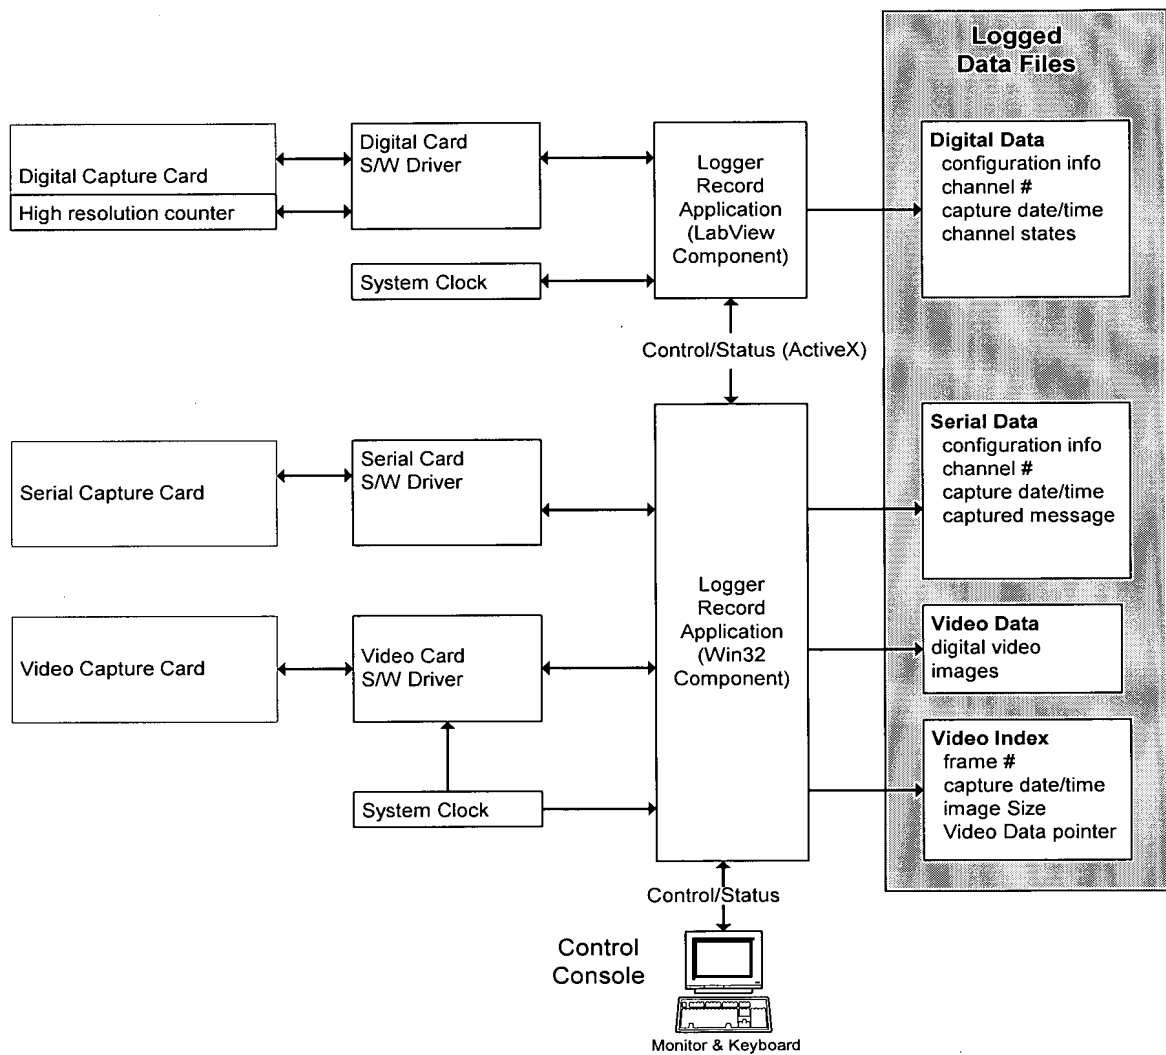 Logged
Data Files
Digital Capture Card
High resolution counter
Digital Card
S/W Driver
System Clock
Logger
Record
Application
(LabView
Component)
Digital Data
configuration info
channel #
capture date/time
channel states
Control/Status (ActiveX)
Serial Capture Card
Serial Card
S/W Driver
Serial Data
configuration info
channel #
capture date/time
captured message
Video Capture Card
Video Card
S/W Driver
System Clock
Logger
Record
Application
(Win32
Component)
Video Data
digital video
images
Video Index
frame #
capture date/time
image Size
Video Data pointer
Control/Status
Control
Console
Monitor & Keyboard